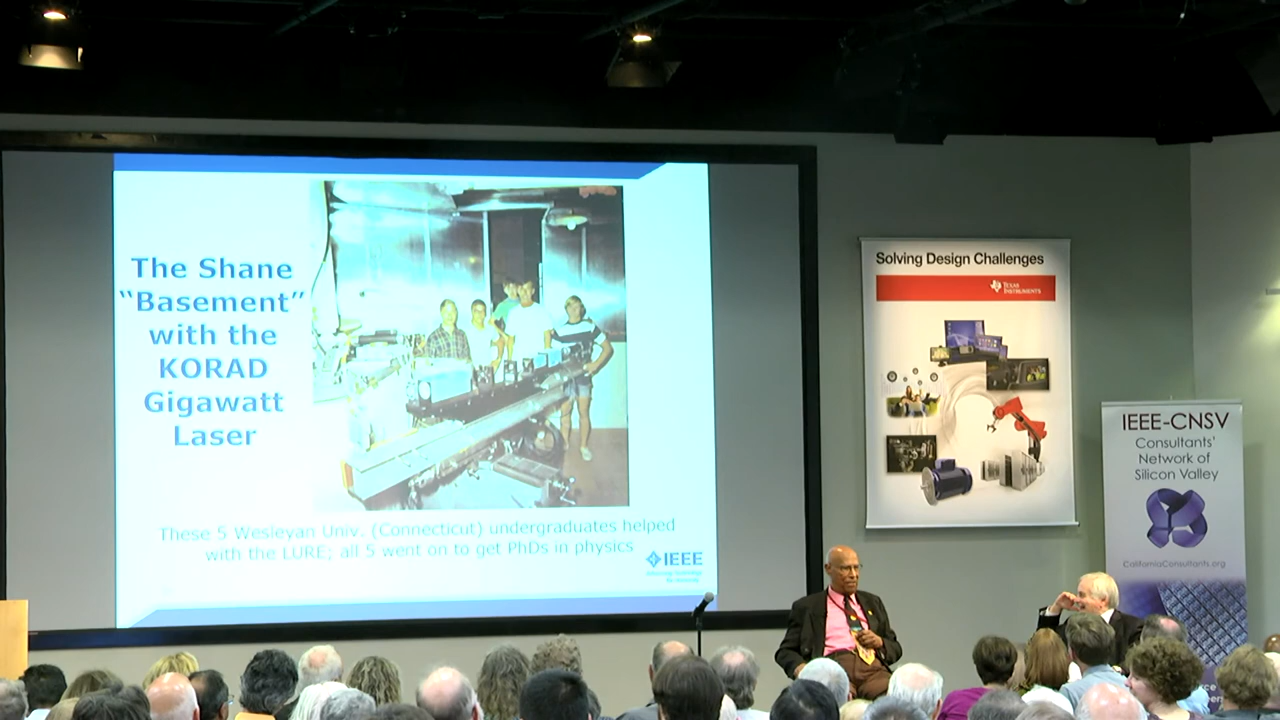 The Shane
“Basement”
with the
KORAD
Gigawatt
Laser
These 5 Wesleyan Univ. (Connecticut) undergraduates helped
with the LURE; all 5 went on to get PhDs in physics
IEEE
Solving Design Challenges
TEXAS
INSTRUMENTS
IEEE-CNSV
Consultants'
Network of
Silicon Valley
CaliforniaConsultants.org